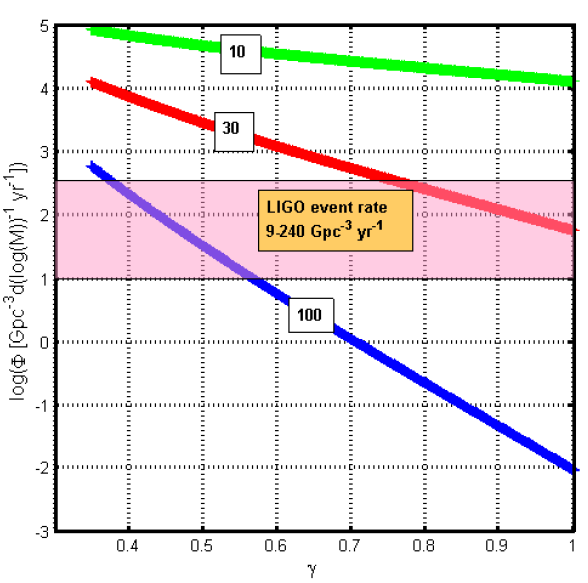 5
4
3
2
1
0
-1
-2
-3
log(Φ [Gpc⁻³d(log(M))⁻¹ yr⁻¹])
10
30
LIGO event rate
9-240 Gpc⁻³ yr⁻¹
100
0.4 0.5 0.6 0.7 0.8 0.9 1
γ